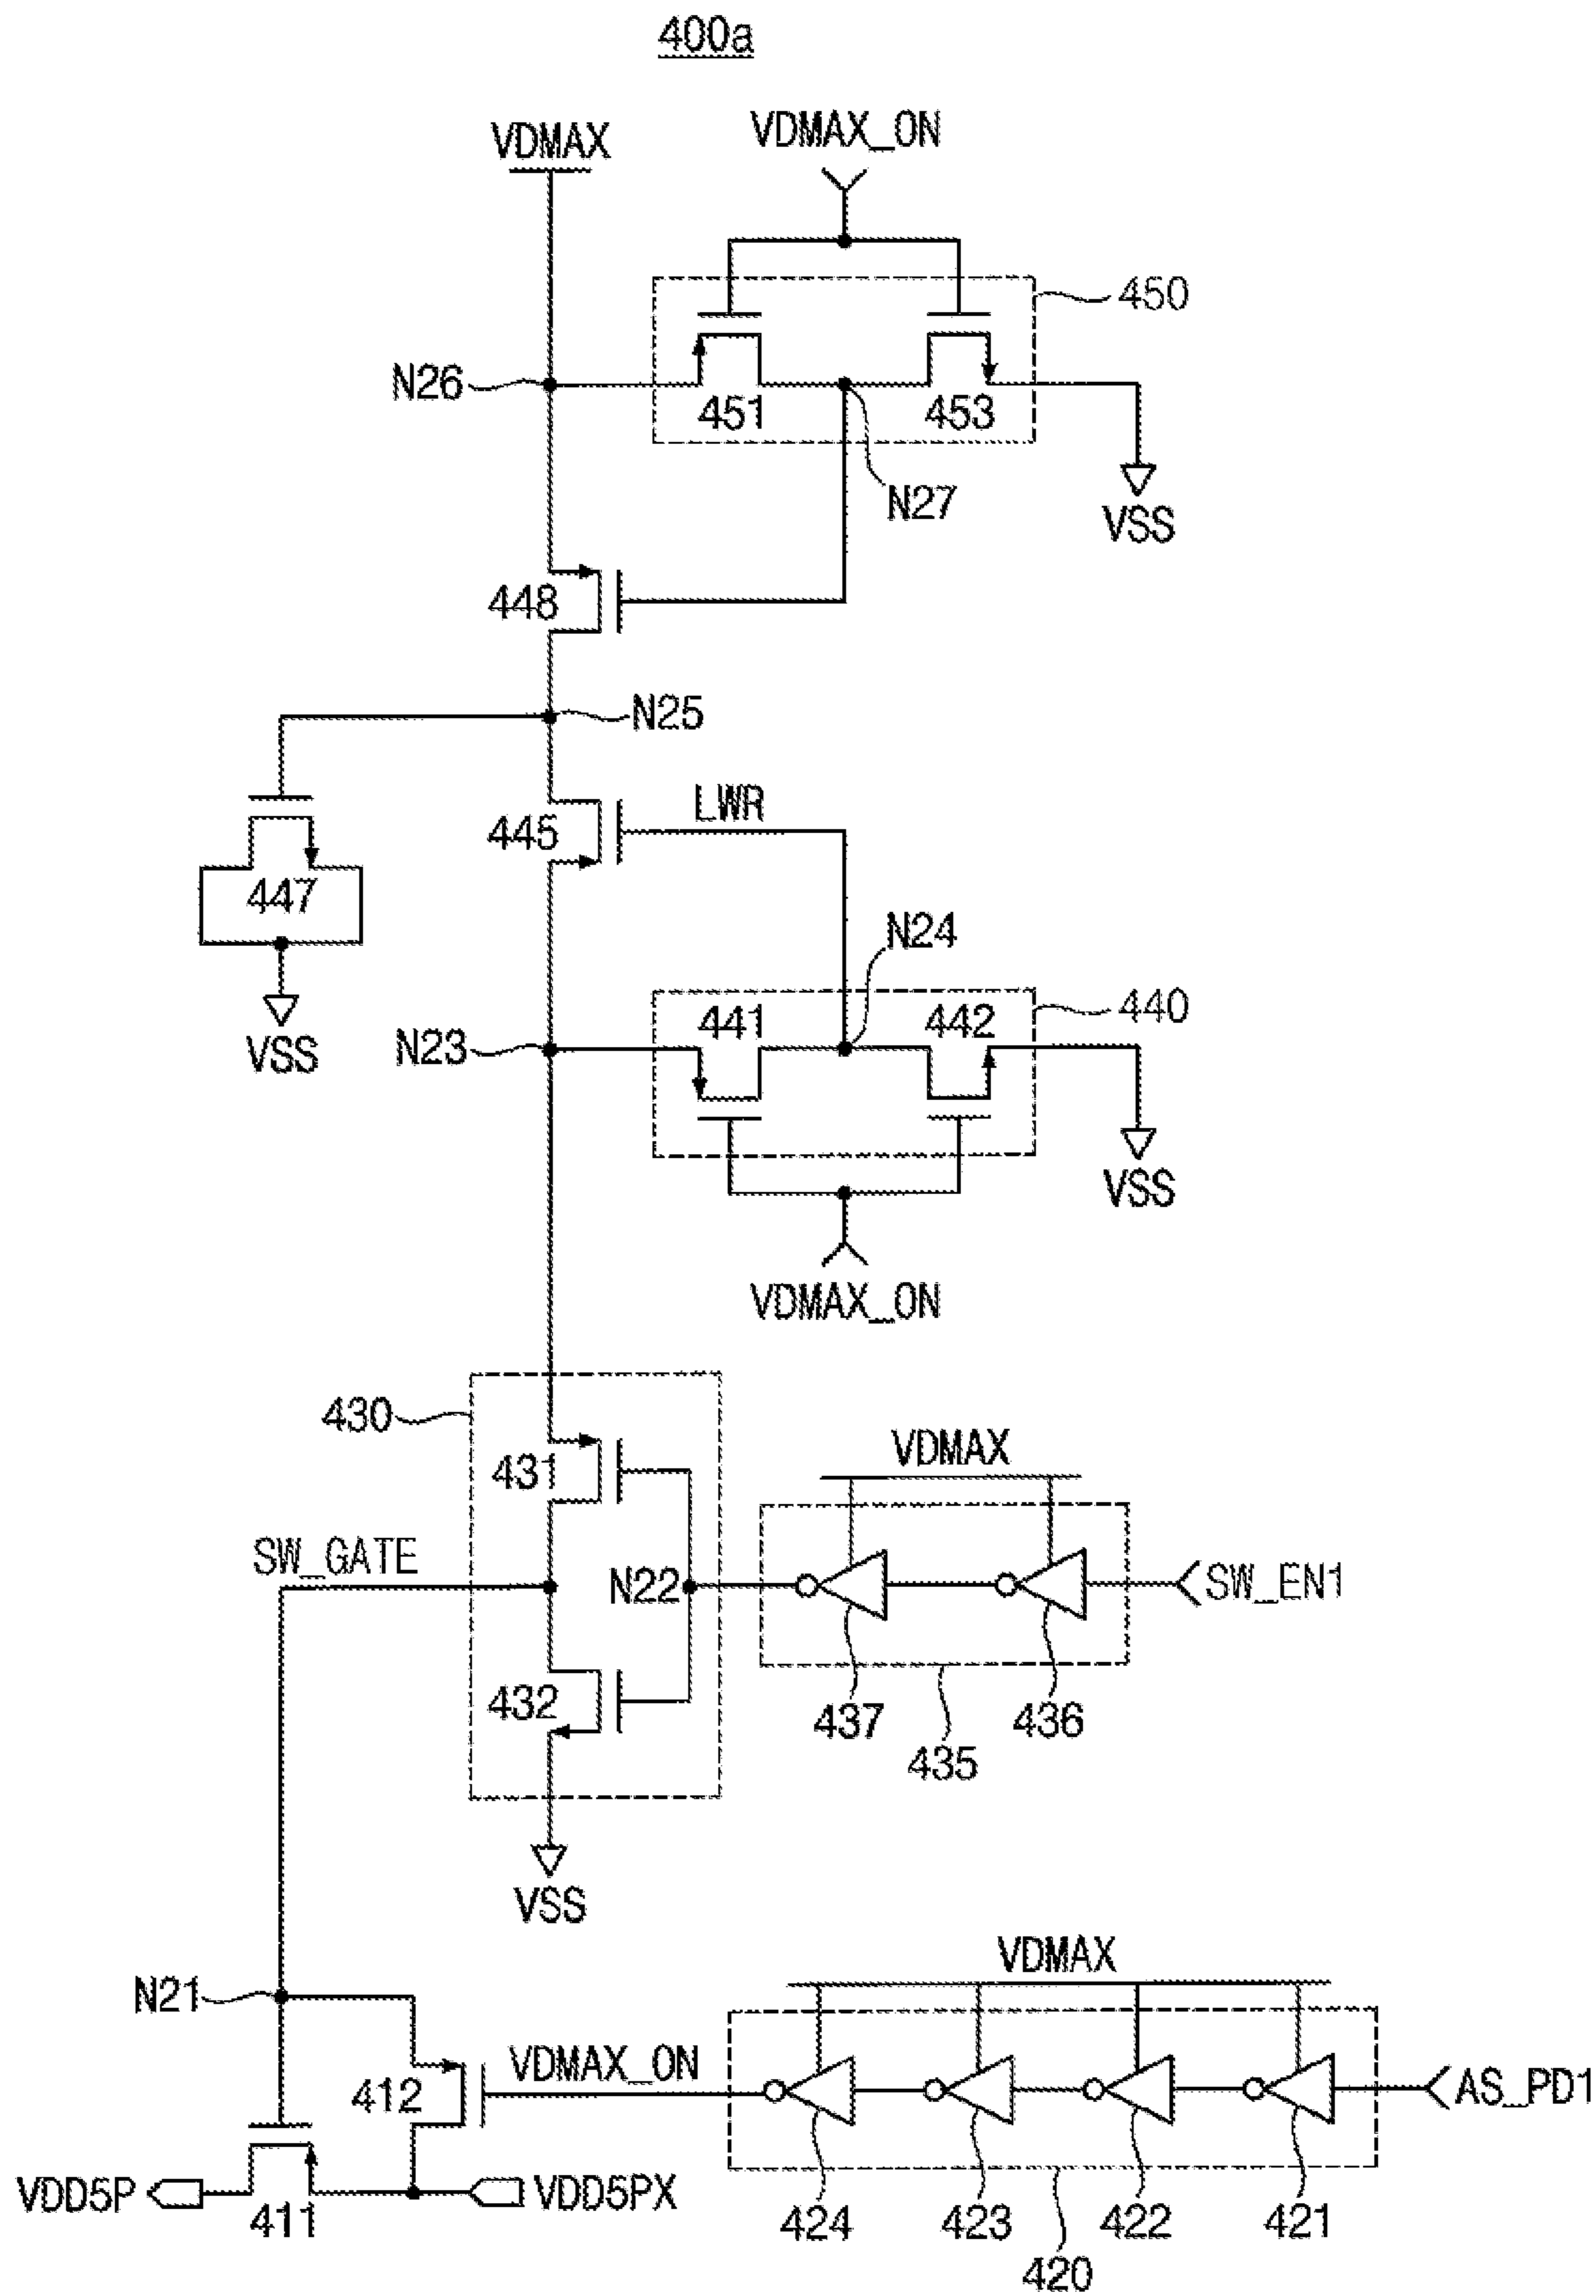 400a
VDMAX
VDMAX_ON
450
N26
451
453
N27
VSS
448
N25
445
LWR
447
N24
VSS
441
442
440
N23
VSS
VDMAX_ON
430
431
VDMAX
SW_GATE
N22
SW_EN1
432
437
436
435
VSS
VDMAX
N21
412
VDMAX_ON
AS_PD1
VDD5P
411
VDD5PX
424
423
422
421
420